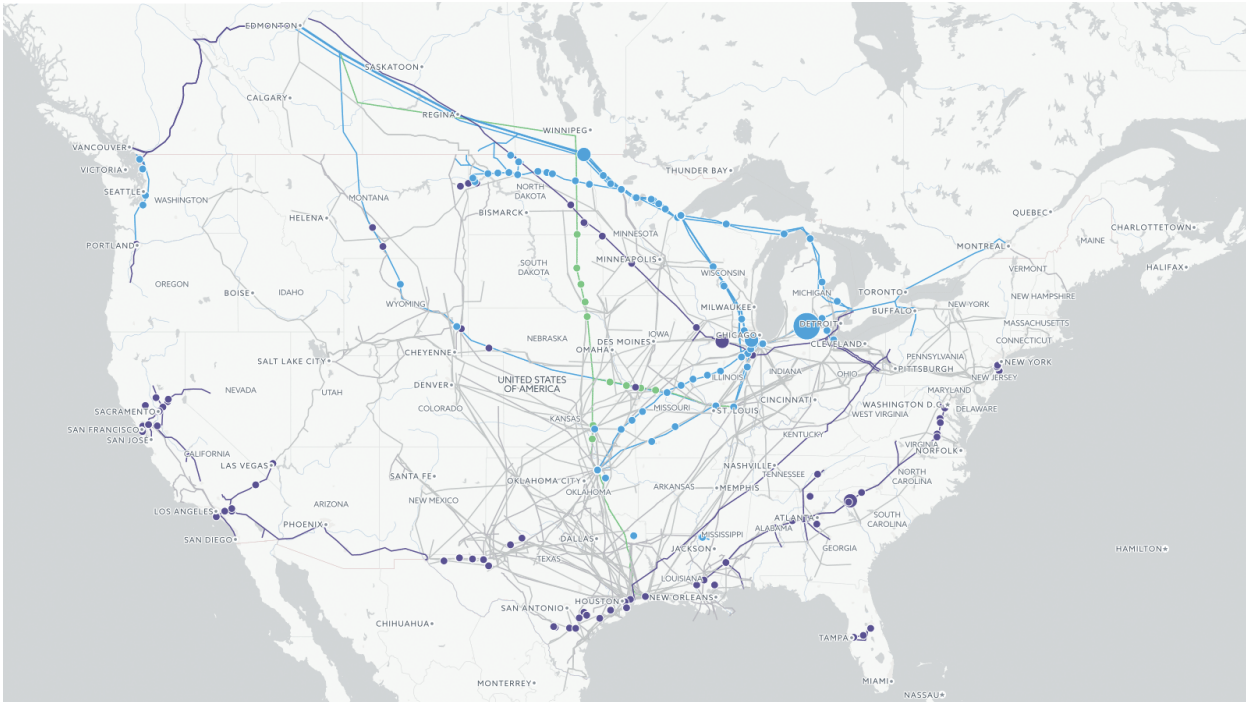 EDMONTON
SASKATOON
CALGARY
REGINA
WINNIPEG
VANCOUVER
VICTORIA
THUNDER BAY
SEATTLE
WASHINGTON
MONTANA
NORTH
DAKOTA
QUEBEC
HELENA
BISMARCK
CHARLOTTETOWN
PORTLAND
MINNESOTA
MONTREAL
MAINE
MINNEAPOLIS
SOUTH
DAKOTA
WISCONSIN
VERMONT
HALIFAX
OREGON
BOISE
IDAHO
MICHIGAN
TORONTO
NEW YORK
NEW HAMPSHIRE
WYOMING
MILWAUKEE
BUFFALO
DETROIT
MASSACHUSETTS
NEBRASKA
IOWA
CHICAGO
CONNECTICUT
DES MOINES
CLEVELAND
OMAHA
CHEYENNE
PENNSYLVANIA
SALT LAKE CITY
NEW YORK
PITTSBURGH
INDIANA
OHIO
NEW JERSEY
ILLINOIS
UNITED STATES
OF AMERICA
DENVER
NEVADA
UTAH
MARYLAND
CINCINNATI
COLORADO
MISSOURI
ST. LOUIS
WASHINGTON D.C.
DELAWARE
SACRAMENTO
WEST VIRGINIA
KANSAS
SAN FRANCISCO
KENTUCKY
SAN JOSE
VIRGINIA
NORFOLK
CALIFORNIA
LAS VEGAS
NASHVILLE
TENNESSEE
NORTH
CAROLINA
SANTA FE
OKLAHOMA CITY
OKLAHOMA
ARKANSAS
MEMPHIS
NEW MEXICO
ARIZONA
LOS ANGELES
PHOENIX
ATLANTA
SOUTH
CAROLINA
ALABAMA
MISSISSIPPI
SAN DIEGO
DALLAS
JACKSON
GEORGIA
HAMILTON
TEXAS
LOUISIANA
HOUSTON
NEW ORLEANS
SAN ANTONIO
CHIHUAHUA
TAMPA
MONTERREY
MIAMI
NASSAU